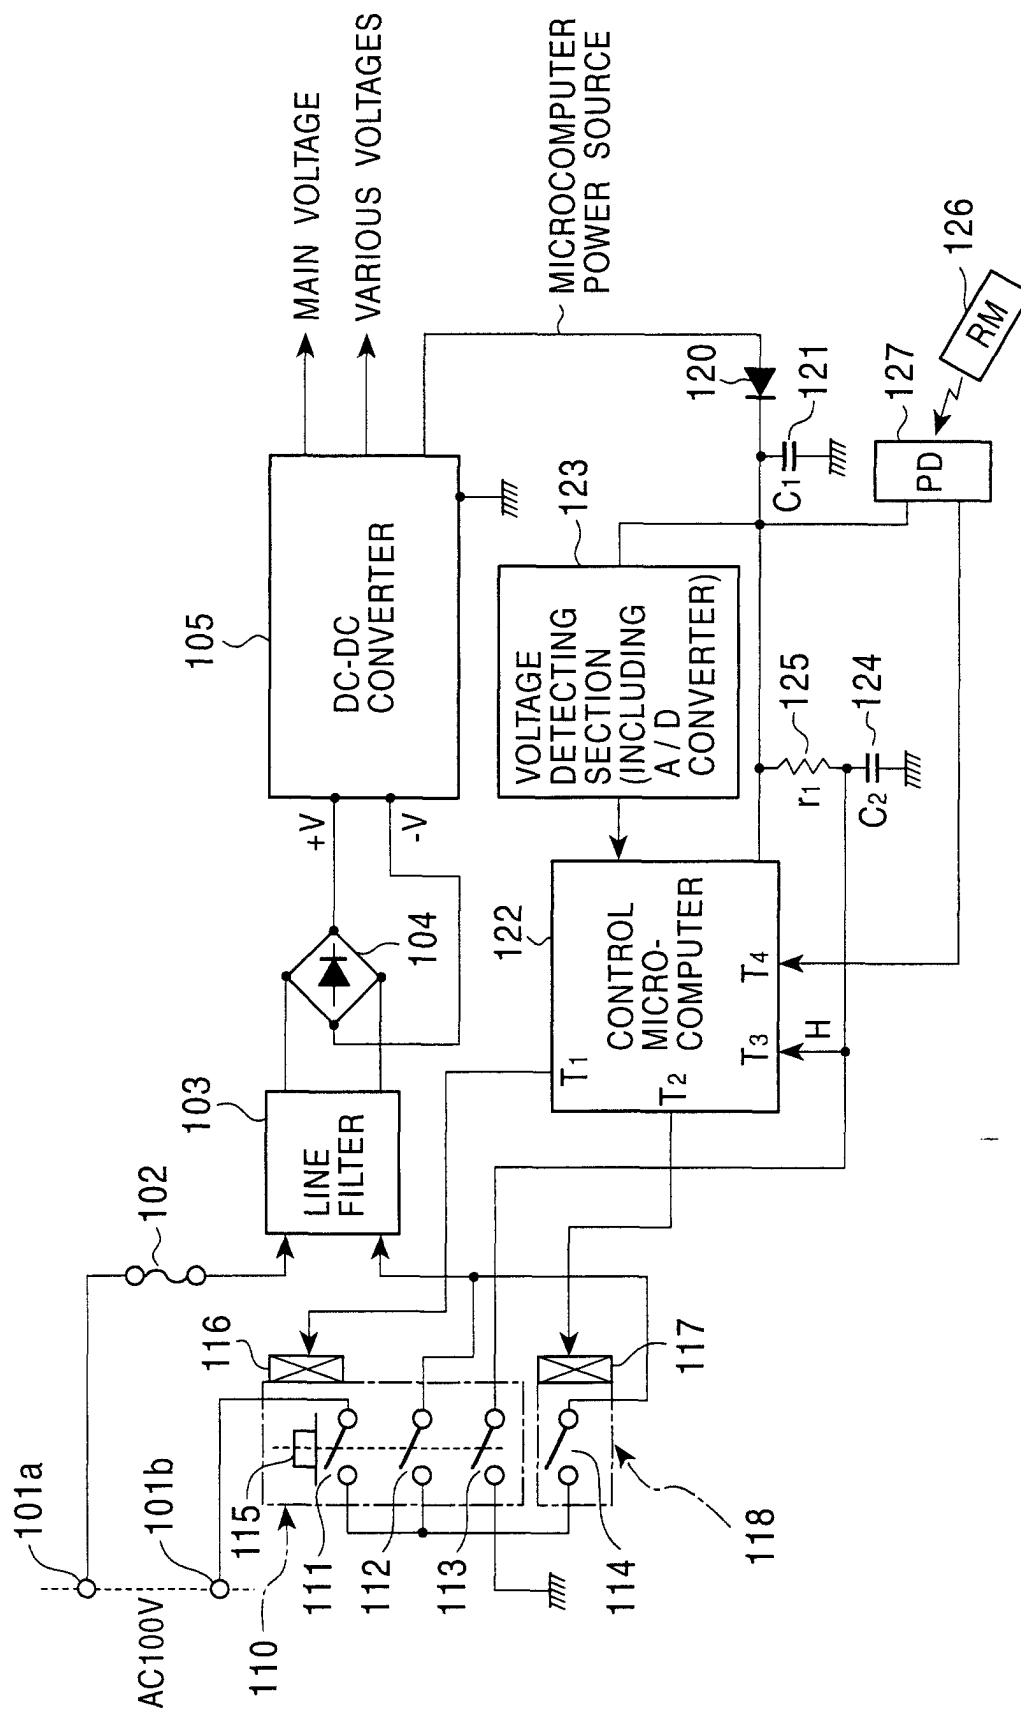 AC100V
101a
101b
102
103
LINE
FILTER
104
+V
-V
105
DC-DC
CONVERTER
MAIN VOLTAGE
VARIOUS VOLTAGES
MICROCOMPUTER
POWER SOURCE
110
115
116
111
112
113
114
117
118
122
CONTROL
MICRO-
COMPUTER
T1
T2
T3
T4
H
VOLTAGE
DETECTING
SECTION
(INCLUDING
A/D
CONVERTER)
123
120
C1
121
r1
125
C2
124
PD
127
RM
126